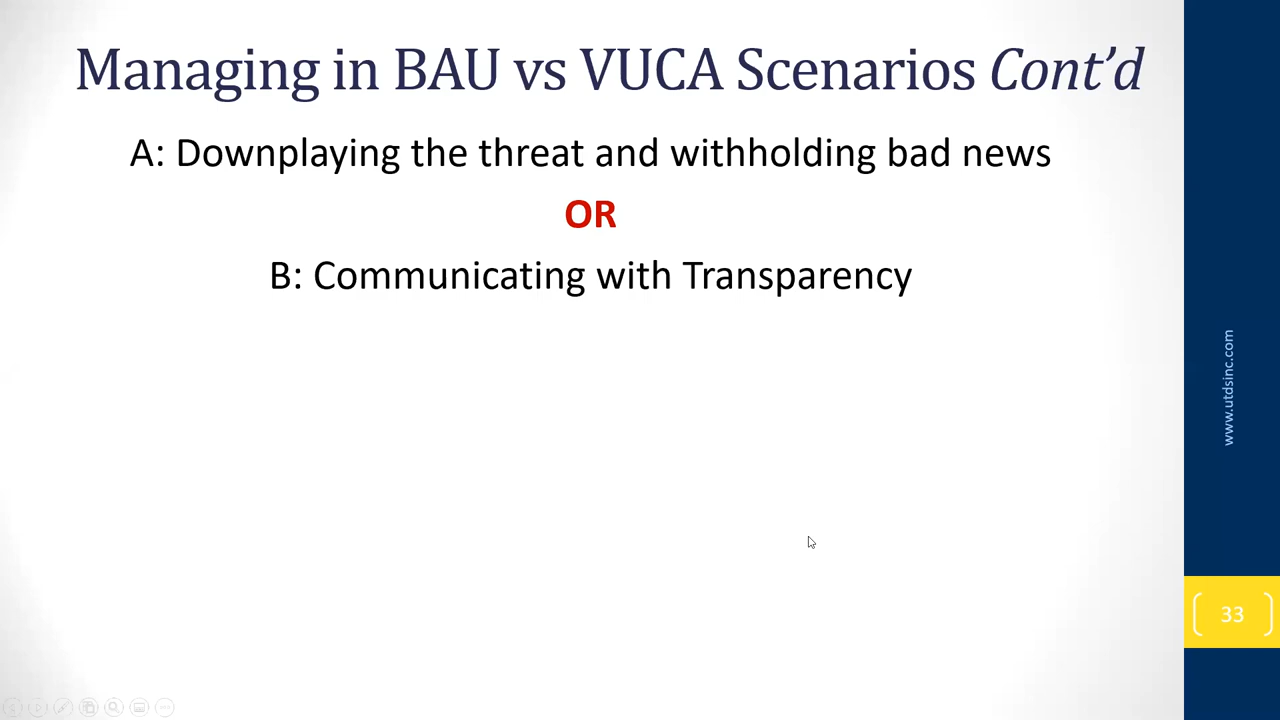 Managing in BAU vs VUCA Scenarios Cont’d
A: Downplaying the threat and withholding bad news
OR
B: Communicating with Transparency
www.utdsinc.com
33